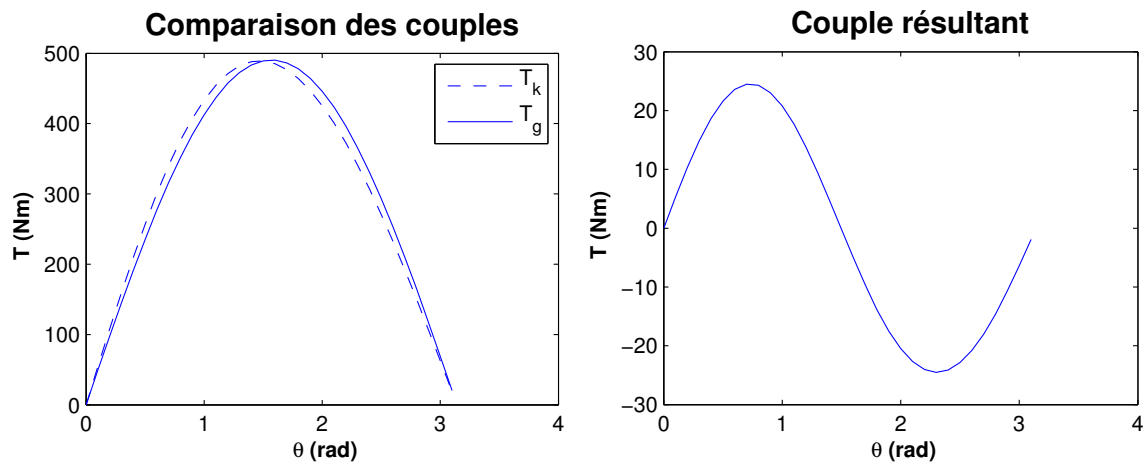 Comparaison des couples
500
400
300
200
100
0
T (Nm)
T_k
T_g
0 1 2 3 4
θ (rad)
Couple résultant
30
20
10
0
−10
−20
−30
T (Nm)
0 1 2 3 4
θ (rad)